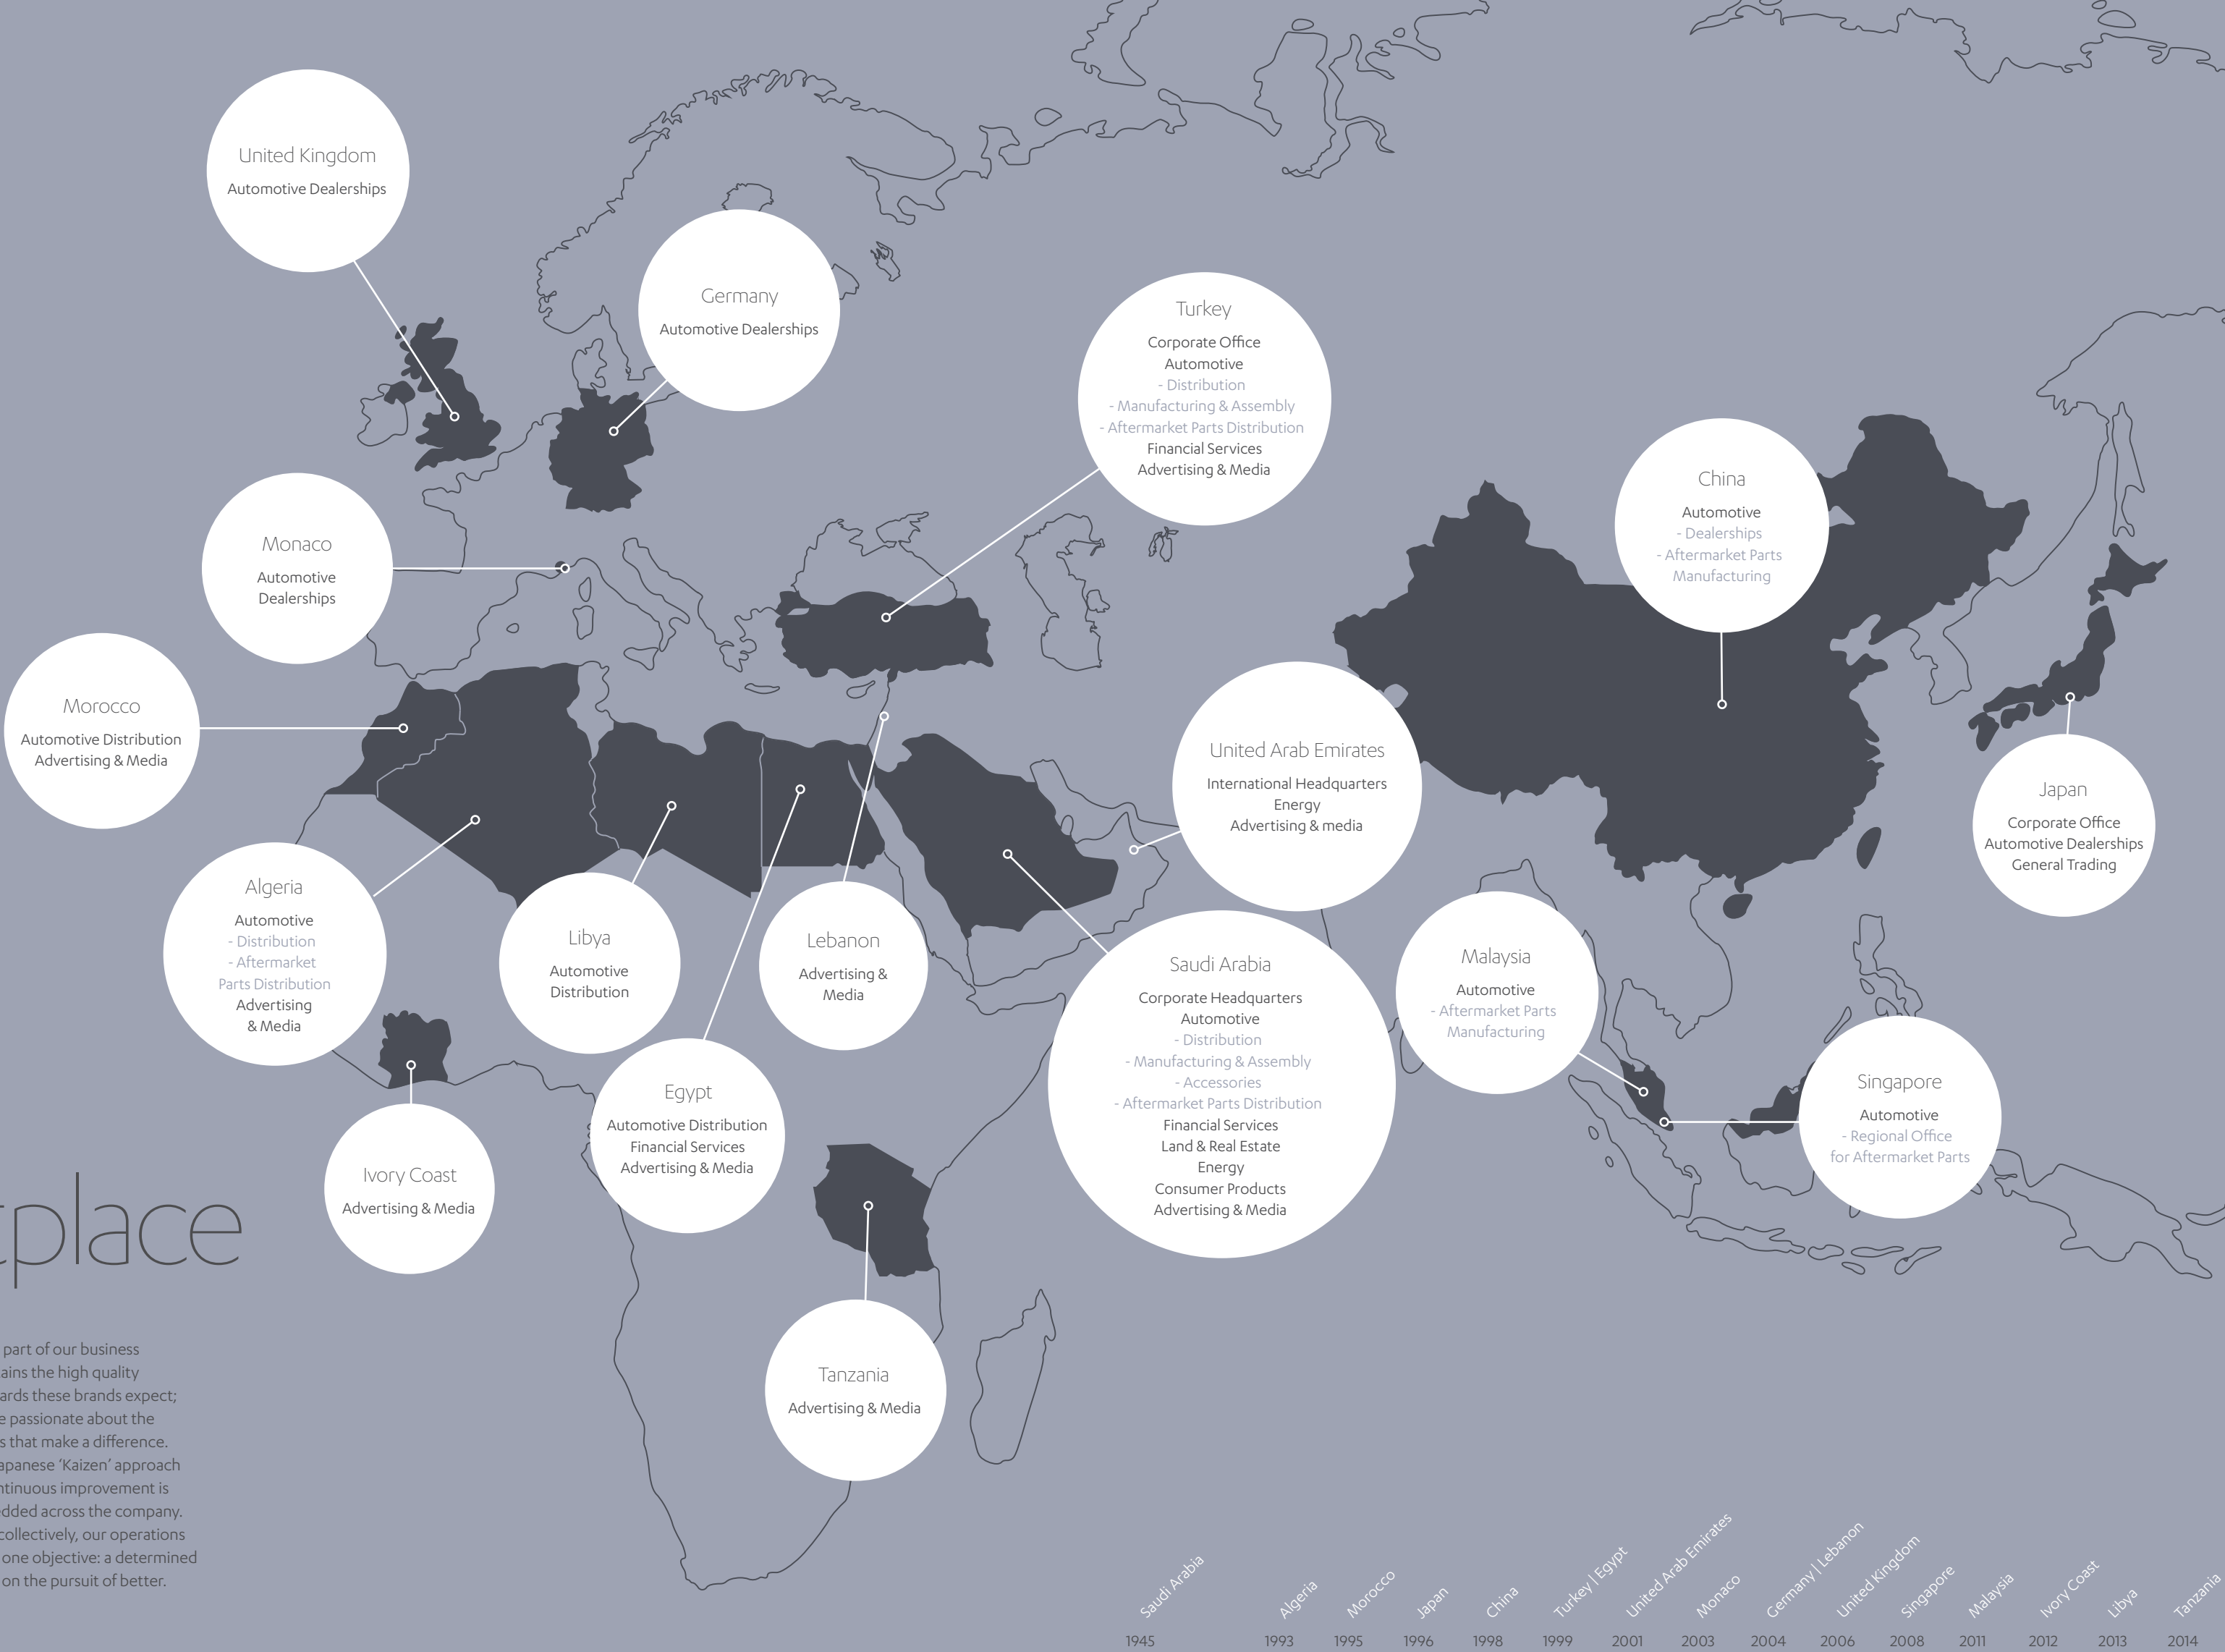 United Kingdom
Automotive Dealerships
Germany
Automotive Dealerships
Turkey
Corporate Office
Automotive
- Distribution
- Manufacturing & Assembly
- Aftermarket Parts Distribution
Financial Services
Advertising & Media
China
Automotive
- Dealerships
- Aftermarket Parts
Manufacturing
Monaco
Automotive
Dealerships
Morocco
Automotive Distribution
Advertising & Media
United Arab Emirates
International Headquarters
Energy
Advertising & media
Japan
Corporate Office
Automotive Dealerships
General Trading
Algeria
Automotive
- Distribution
- Aftermarket
Parts Distribution
Advertising
& Media
Libya
Automotive
Distribution
Lebanon
Advertising &
Media
Saudi Arabia
Corporate Headquarters
Automotive
- Distribution
- Manufacturing & Assembly
- Accessories
- Aftermarket Parts Distribution
Financial Services
Land & Real Estate
Energy
Consumer Products
Advertising & Media
Malaysia
Automotive
- Aftermarket Parts
Manufacturing
Singapore
Automotive
- Regional Office
for Aftermarket Parts
Egypt
Automotive Distribution
Financial Services
Advertising & Media
Ivory Coast
Advertising & Media
Tanzania
Advertising & Media
tplace
part of our business
ains the high quality
ards these brands expect;
e passionate about the
s that make a difference.
apanese ‘Kaizen’ approach
ntinuous improvement is
edded across the company.
collectively, our operations
one objective: a determined
on the pursuit of better.
Saudi Arabia
Algeria
Morocco
Japan
China
Turkey | Egypt
United Arab Emirates
Monaco
Germany | Lebanon
United Kingdom
Singapore
Malaysia
Ivory Coast
Libya
Tanzania
1945 1993 1995 1996 1998 1999 2001 2003 2004 2006 2008 2011 2012 2013 2014